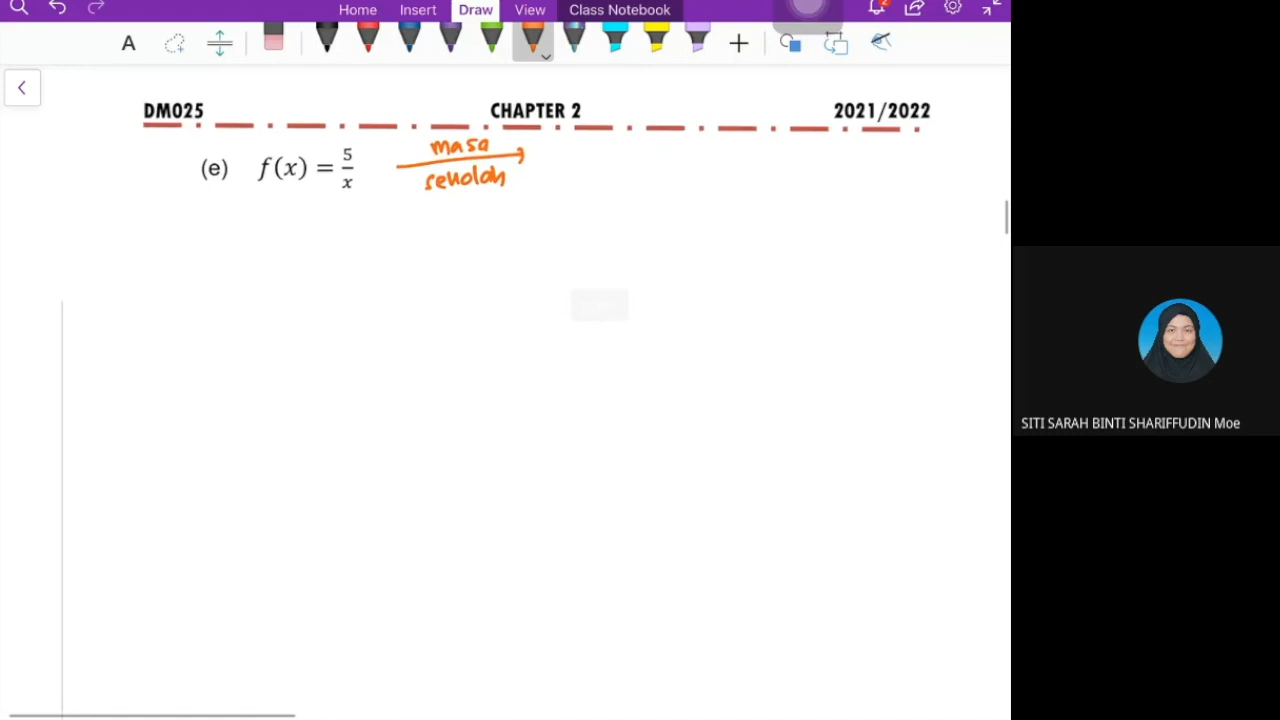 Home Insert Draw View Class Notebook
2
A
DM025 CHAPTER 2 2021/2022
(e) f(x) = 5/x
masa
sekolah
SITI SARAH BINTI SHARIFFUDIN Moe